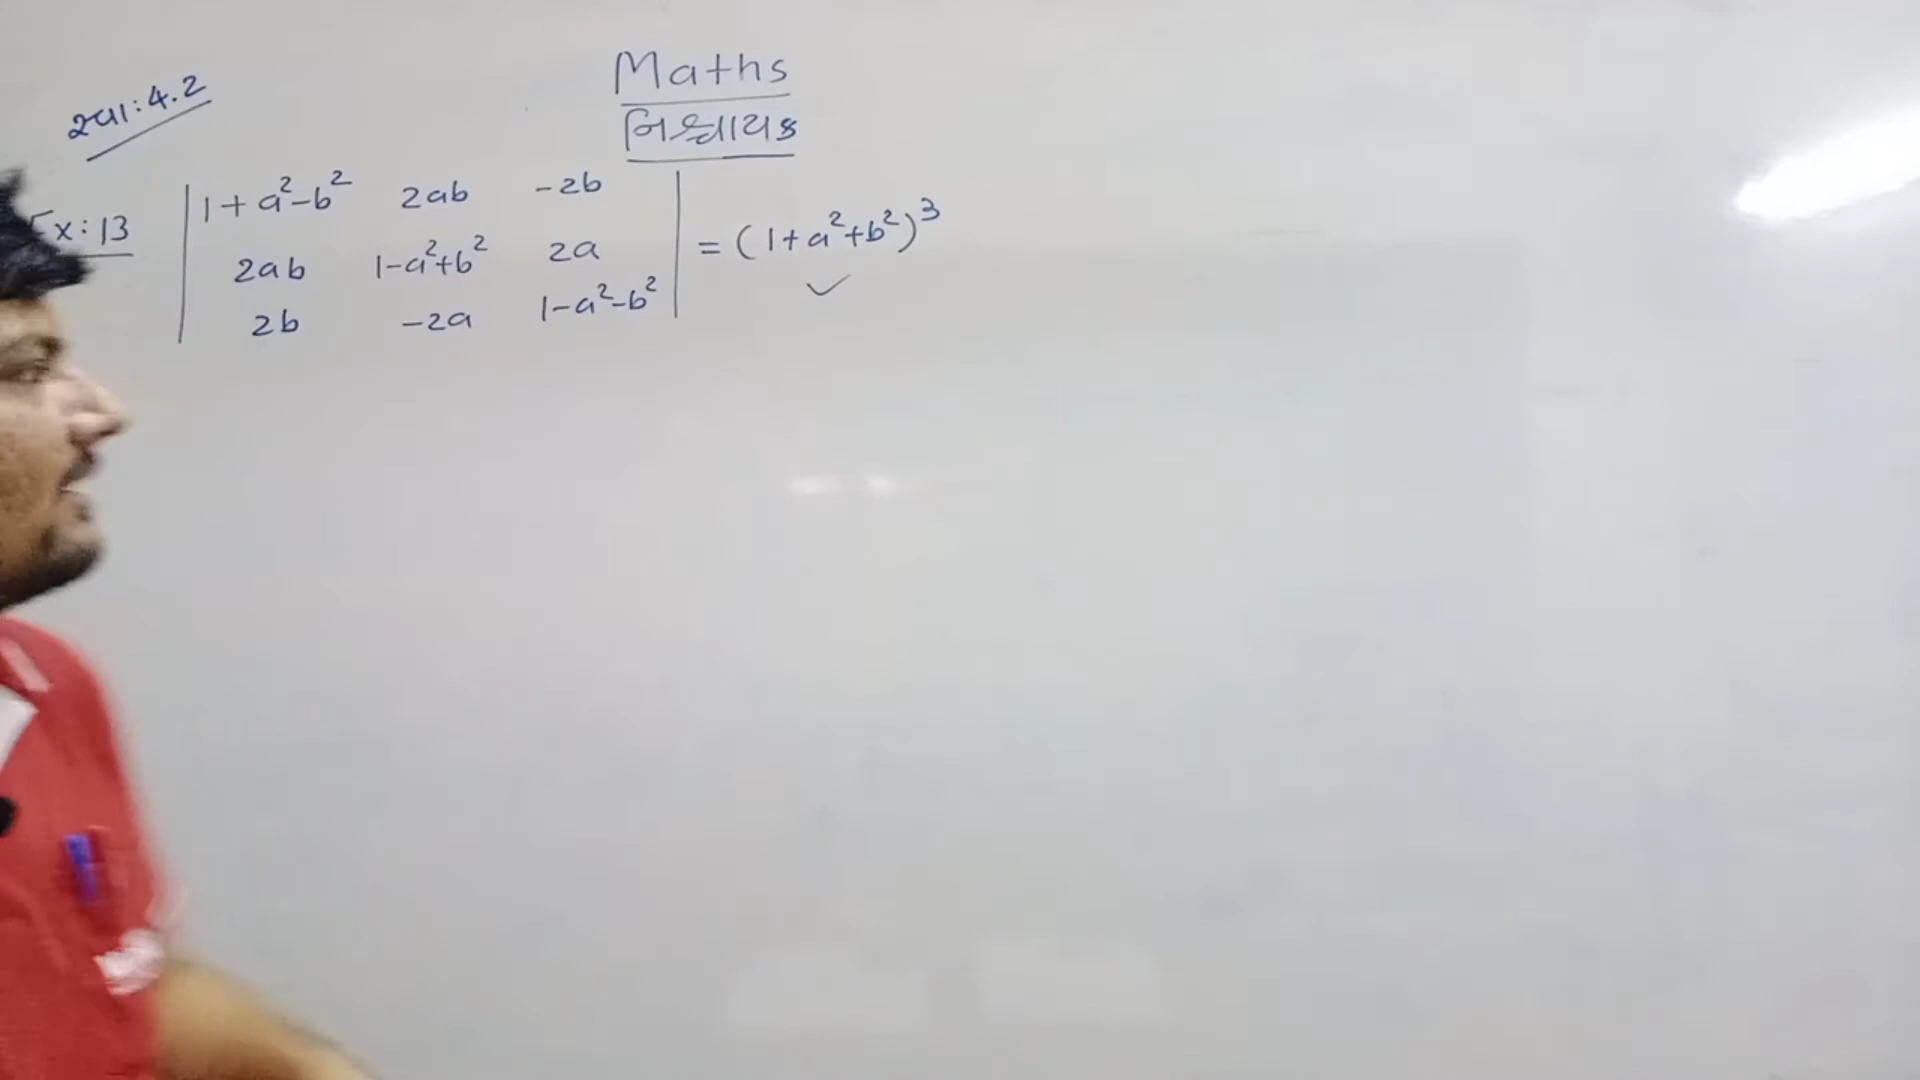 Maths
સ્વા:4.2
નિશ્ચાયક
Ex:13
| 1+a²-b² 2ab -2b |
| 2ab 1-a²+b² 2a | = (1+a²+b²)³
| 2b -2a 1-a²-b² |